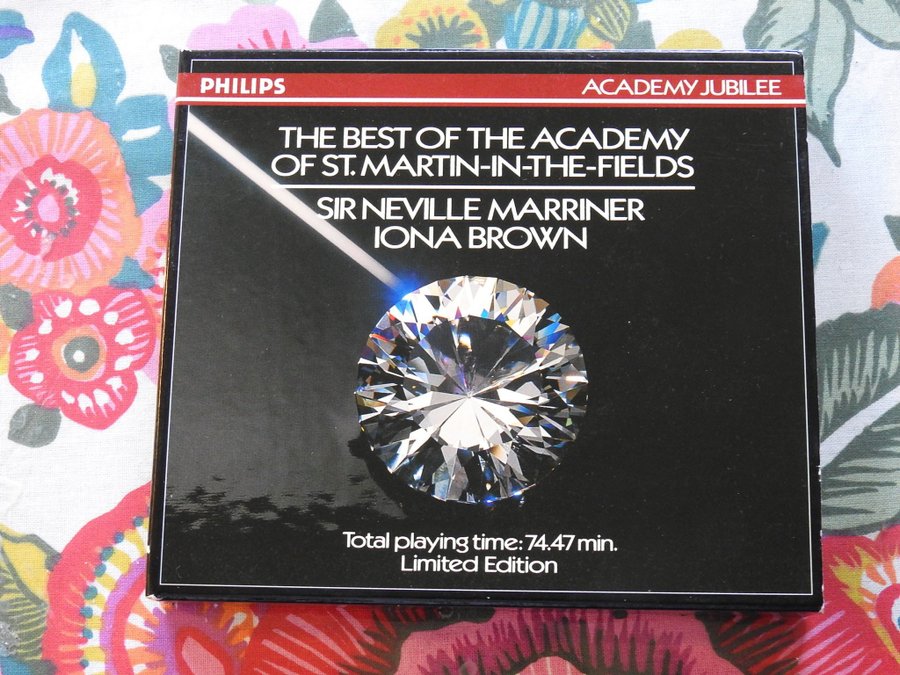 PHILIPS
ACADEMY JUBILEE
THE BEST OF THE ACADEMY
OF ST. MARTIN-IN-THE-FIELDS
SIR NEVILLE MARRINER
IONA BROWN
Total playing time: 74.47 min.
Limited Edition